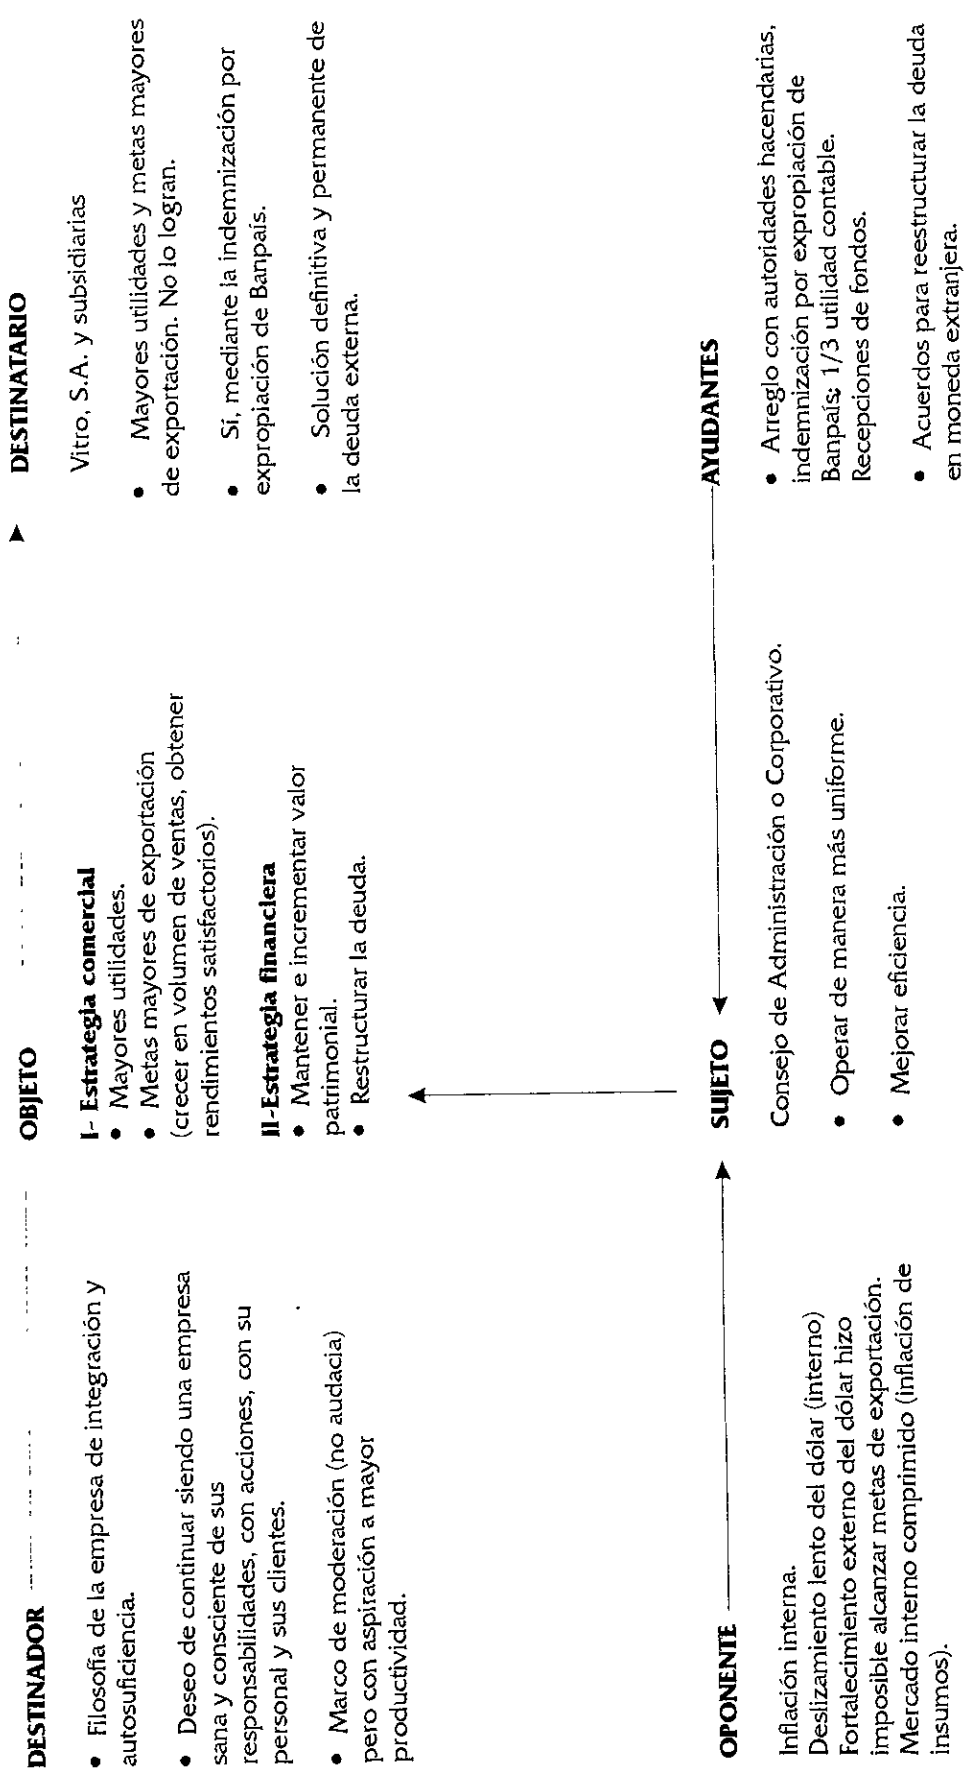 DESTINADOR
• Filosofía de la empresa de integración y
autosuficiencia.
• Deseo de continuar siendo una empresa
sana y consciente de sus
responsabilidades, con acciones, con su
personal y sus clientes.
• Marco de moderación (no audacia)
pero con aspiración a mayor
productividad.
OBJETO
I- Estrategia comercial
• Mayores utilidades.
• Metas mayores de exportación
(crecer en volumen de ventas, obtener
rendimientos satisfactorios).
II-Estrategia financiera
• Mantener e incrementar valor
patrimonial.
• Restructurar la deuda.
DESTINATARIO
Vitro, S.A. y subsidiarias
• Mayores utilidades y metas mayores
de exportación. No lo logran.
• Sí, mediante la indemnización por
expropiación de Banpaís.
• Solución definitiva y permanente de
la deuda externa.
OPONENTE
Inflación interna.
Deslizamiento lento del dólar (interno)
Fortalecimiento externo del dólar hizo
imposible alcanzar metas de exportación.
Mercado interno comprimido (inflación de
insumos).
SUJETO
Consejo de Administración o Corporativo.
• Operar de manera más uniforme.
• Mejorar eficiencia.
AYUDANTES
• Arreglo con autoridades hacendarias,
indemnización por expropiación de
Banpaís; 1/3 utilidad contable.
Recepciones de fondos.
• Acuerdos para reestructurar la deuda
en moneda extranjera.